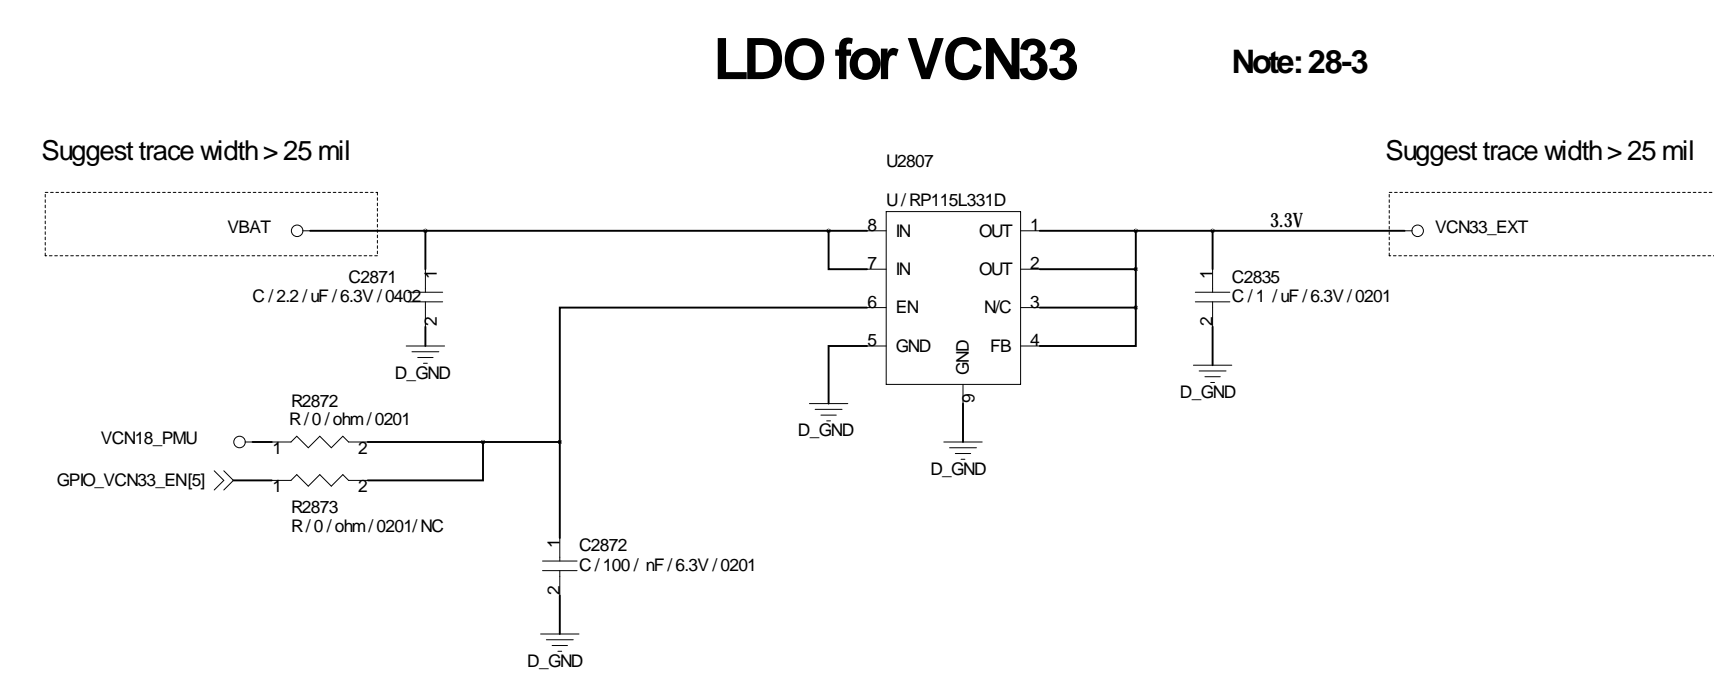 LDO for VCN33
Note: 28-3
Suggest trace width > 25 mil
Suggest trace width > 25 mil
U2807
U / RP115L331D
VBAT
8
IN
OUT
1
3.3V
VCN33_EXT
7
IN
OUT
2
C2871
C / 2.2 / uF / 6.3V / 0402
1
2
D_GND
C2835
C / 1 / uF / 6.3V / 0201
1
2
D_GND
6
EN
N/C
3
5
GND
FB
4
GND
9
D_GND
D_GND
R2872
R / 0 / ohm / 0201
VCN18_PMU
1
2
GPIO_VCN33_EN[5]
1
2
R2873
R / 0 / ohm / 0201/ NC
1
C2872
C / 100 / nF / 6.3V / 0201
2
D_GND